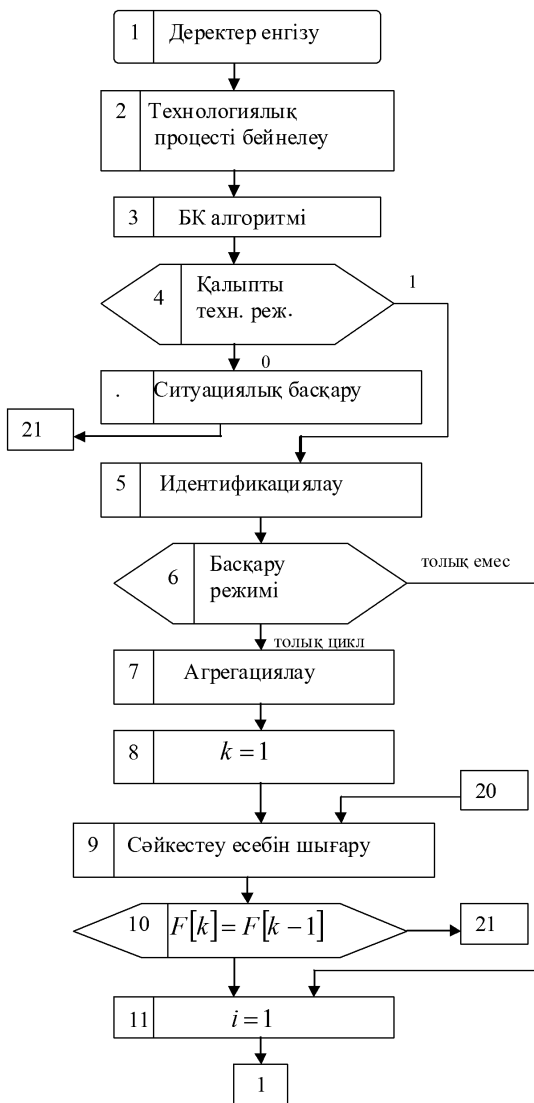 1 Деректер енгізу
2 Технологиялық
процесті бейнелеу
3 БК алгоритмі
4 Қалыпты
техн. реж.
1
0
. Ситуациялық басқару
21
5 Идентификациялау
6 Басқару
режимі
толық емес
толық цикл
7 Агрегациялау
8 k = 1
20
9 Сәйкестеу есебін шығару
10 F[k] = F[k − 1]
21
11 i = 1
1